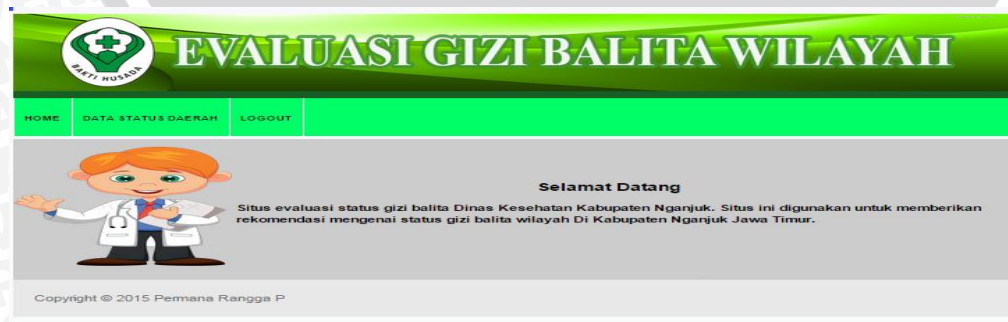 BAKTI HUSADA
EVALUASI GIZI BALITA WILAYAH
HOME DATA STATUS DAERAH LOGOUT
Selamat Datang
Situs evaluasi status gizi balita Dinas Kesehatan Kabupaten Nganjuk. Situs ini digunakan untuk memberikan
rekomendasi mengenai status gizi balita wilayah Di Kabupaten Nganjuk Jawa Timur.
Copyright © 2015 Permana Rangga P